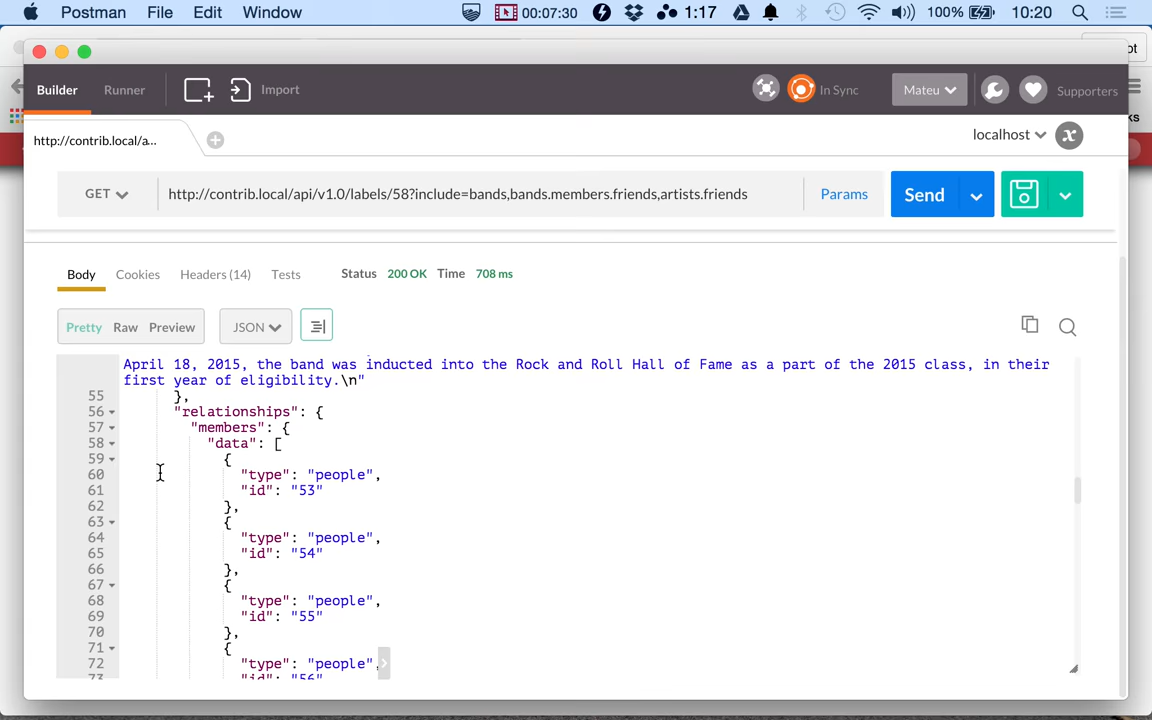 Postman File Edit Window 00:07:30 1:17 100% 10:20
ot
Builder Runner Import In Sync Mateu Supporters
ks
http://contrib.local/a... localhost x
GET http://contrib.local/api/v1.0/labels/58?include=bands,bands.members.friends,artists.friends Params Send
Body Cookies Headers (14) Tests Status 200 OK Time 708 ms
Pretty Raw Preview JSON
April 18, 2015, the band was inducted into the Rock and Roll Hall of Fame as a part of the 2015 class, in their
first year of eligibility.\n"
55 },
56 "relationships": {
57 "members": {
58 "data": [
59 {
60 "type": "people",
61 "id": "53"
62 },
63 {
64 "type": "people",
65 "id": "54"
66 },
67 {
68 "type": "people",
69 "id": "55"
70 },
71 {
72 "type": "people",
73 "id": "56"